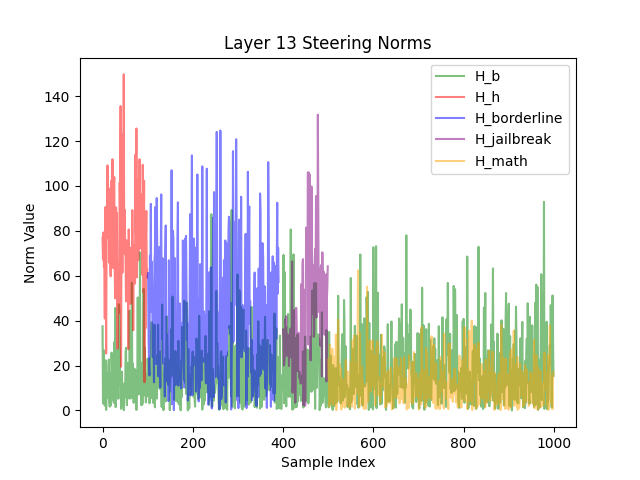 Layer 13 Steering Norms
H_b
H_h
H_borderline
H_jailbreak
H_math
Norm Value
140
120
100
80
60
40
20
0
0 200 400 600 800 1000
Sample Index